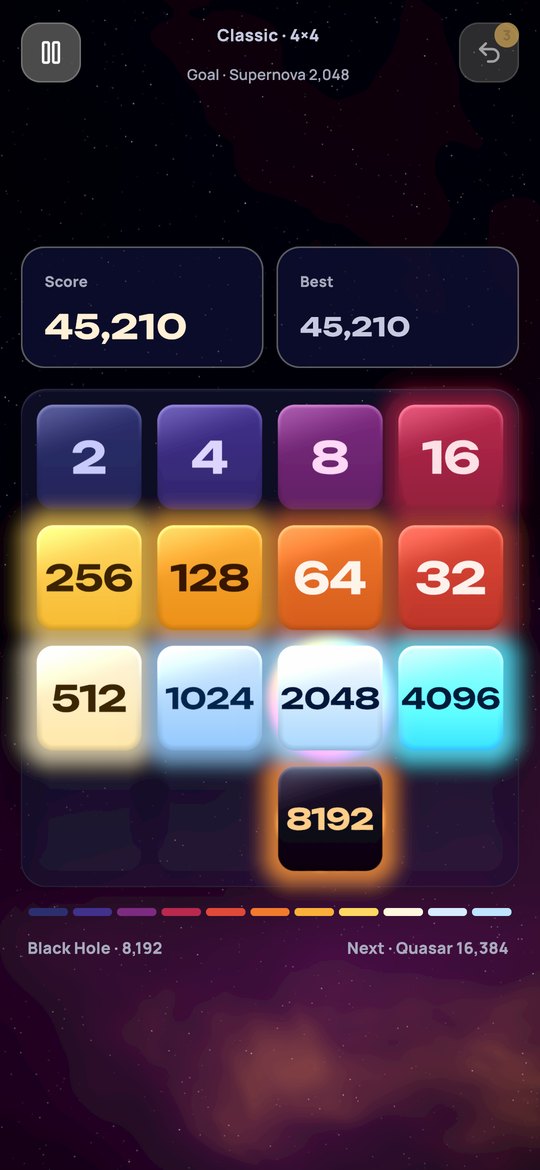 Classic · 4×4
3
Goal · Supernova 2,048
Score
Best
45,210
45,210
2
4
8
16
256
128
64
32
512
1024
2048
4096
8192
Black Hole · 8,192
Next · Quasar 16,384